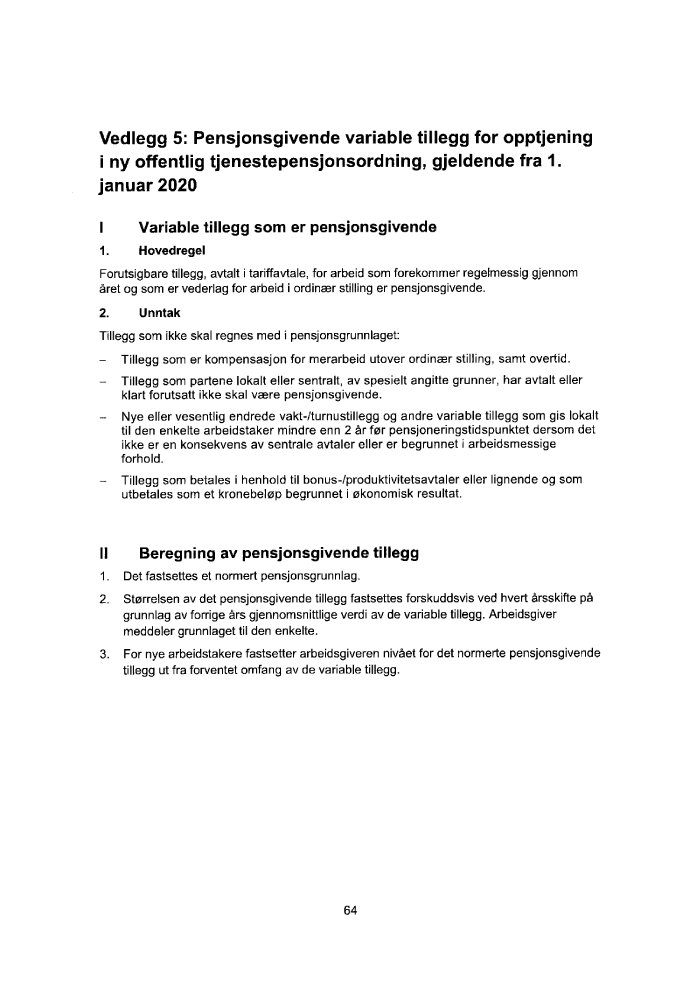 Vedlegg 5: Pensjonsgivende variable tillegg for opptjening
i ny offentlig tjenestepensjonsordning, gjeldende fra 1.
januar 2020
I Variable tillegg som er pensjonsgivende
1. Hovedregel
Forutsigbare tillegg, avtalt i tariffavtale, for arbeid som forekommer regelmessig gjennom
året og som er vederlag for arbeid i ordinær stilling er pensjonsgivende.
2. Unntak
Tillegg som ikke skal regnes med i pensjonsgrunnlaget:
– Tillegg som er kompensasjon for merarbeid utover ordinær stilling, samt overtid.
– Tillegg som partene lokalt eller sentralt, av spesielt angitte grunner, har avtalt eller
klart forutsatt ikke skal være pensjonsgivende.
– Nye eller vesentlig endrede vakt-/turnustillegg og andre variable tillegg som gis lokalt
til den enkelte arbeidstaker mindre enn 2 år før pensjoneringstidspunktet dersom det
ikke er en konsekvens av sentrale avtaler eller er begrunnet i arbeidsmessige
forhold.
– Tillegg som betales i henhold til bonus-/produktivitetsavtaler eller lignende og som
utbetales som et kronebeløp begrunnet i økonomisk resultat.
II Beregning av pensjonsgivende tillegg
1. Det fastsettes et normert pensjonsgrunnlag.
2. Størrelsen av det pensjonsgivende tillegg fastsettes forskuddsvis ved hvert årsskifte på
grunnlag av forrige års gjennomsnittlige verdi av de variable tillegg. Arbeidsgiver
meddeler grunnlaget til den enkelte.
3. For nye arbeidstakere fastsetter arbeidsgiveren nivået for det normerte pensjonsgivende
tillegg ut fra forventet omfang av de variable tillegg.
64